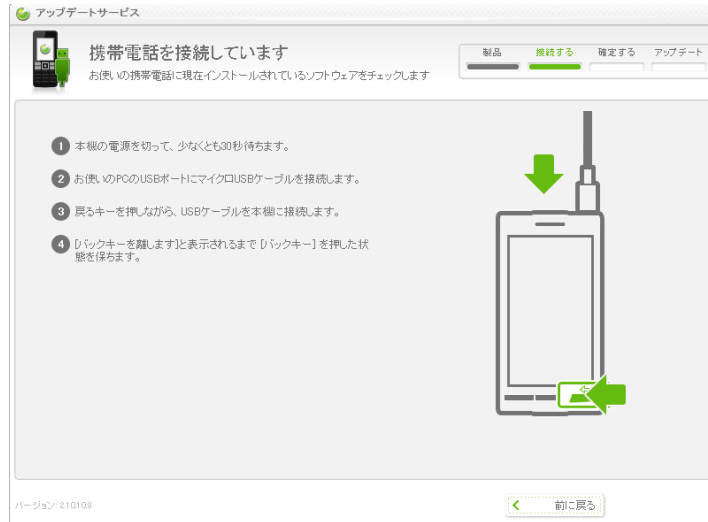 アップデートサービス
携帯電話を接続しています
お使いの携帯電話に現在インストールされているソフトウェアをチェックします
製品 接続する 確定する アップデート
1 本機の電源を切って、少なくとも30秒待ちます。
2 お使いのPCのUSBポートにマイクロUSBケーブルを接続します。
3 戻るキーを押しながら、USBケーブルを本機に接続します。
4 [バックキーを離します]と表示されるまで [バックキー] を押した状
態を保ちます。
バージョン: 2.10.10.9
前に戻る